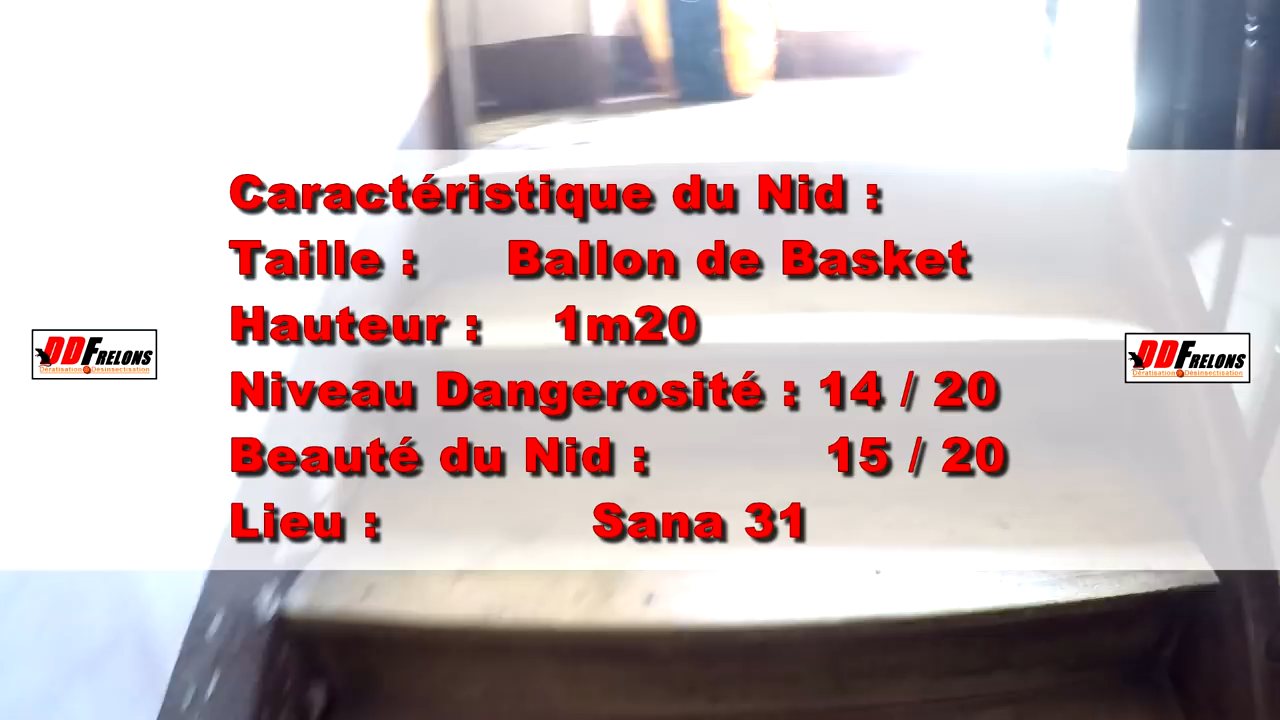 Caractéristique du Nid :
Taille : Ballon de Basket
Hauteur : 1m20
Niveau Dangerosité : 14 / 20
Beauté du Nid : 15 / 20
Lieu : Sana 31
DDFRELONS
Dératisation Désinsectisation
DDFRELONS
Dératisation Désinsectisation